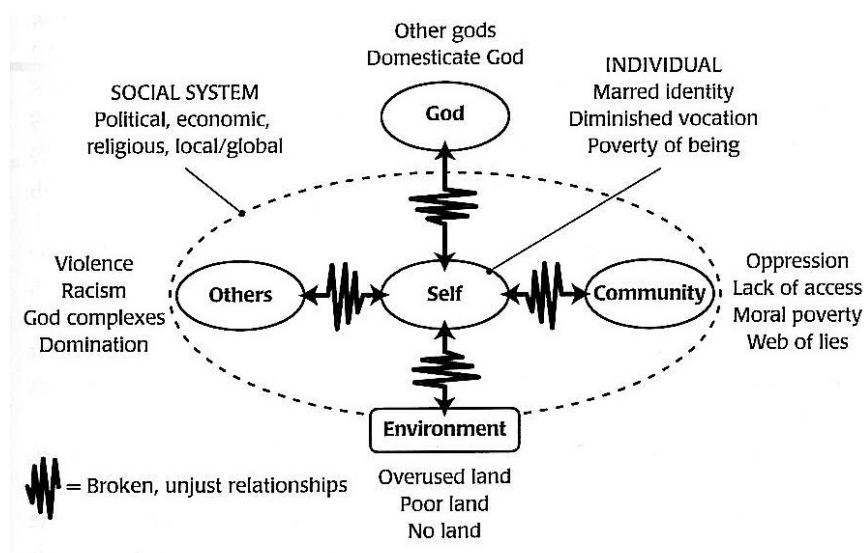 Other gods
Domesticate God
SOCIAL SYSTEM
Political, economic,
religious, local/global
God
INDIVIDUAL
Marred identity
Diminished vocation
Poverty of being
Violence
Racism
God complexes
Domination
Others
Self
Community
Oppression
Lack of access
Moral poverty
Web of lies
Environment
Overused land
Poor land
No land
= Broken, unjust relationships